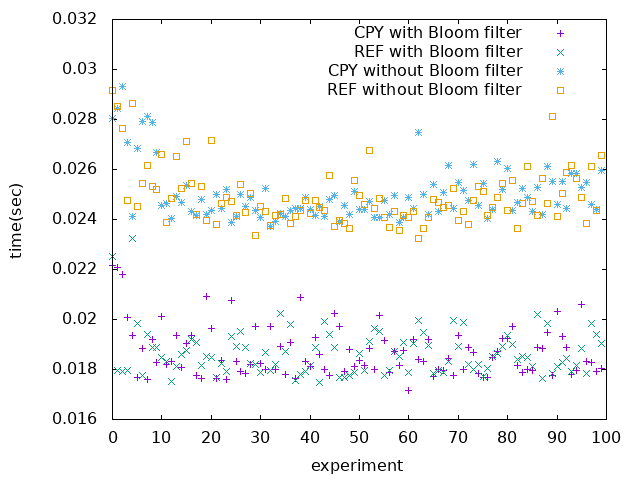 0.032
0.03
0.028
0.026
0.024
0.022
0.02
0.018
0.016
time(sec)
CPY with Bloom filter
REF with Bloom filter
CPY without Bloom filter
REF without Bloom filter
0 10 20 30 40 50 60 70 80 90 100
experiment